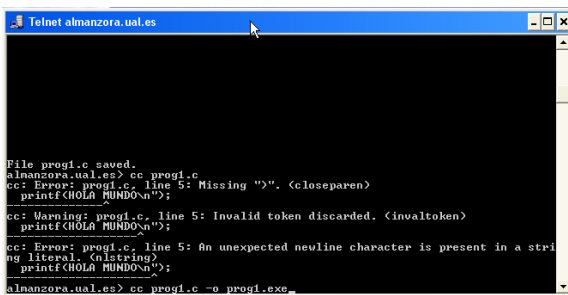 Telnet almanzora.ual.es
File prog1.c saved.
almanzora.ual.es> cc prog1.c
cc: Error: prog1.c, line 5: Missing ")". (closeparen)
  printf(HOLA MUNDO\n");
--------------^
cc: Warning: prog1.c, line 5: Invalid token discarded. (invaltoken)
  printf(HOLA MUNDO\n");
-------------------^
cc: Error: prog1.c, line 5: An unexpected newline character is present in a stri
ng literal. (nlstring)
  printf(HOLA MUNDO\n");
---------------------^
almanzora.ual.es> cc prog1.c -o prog1.exe_